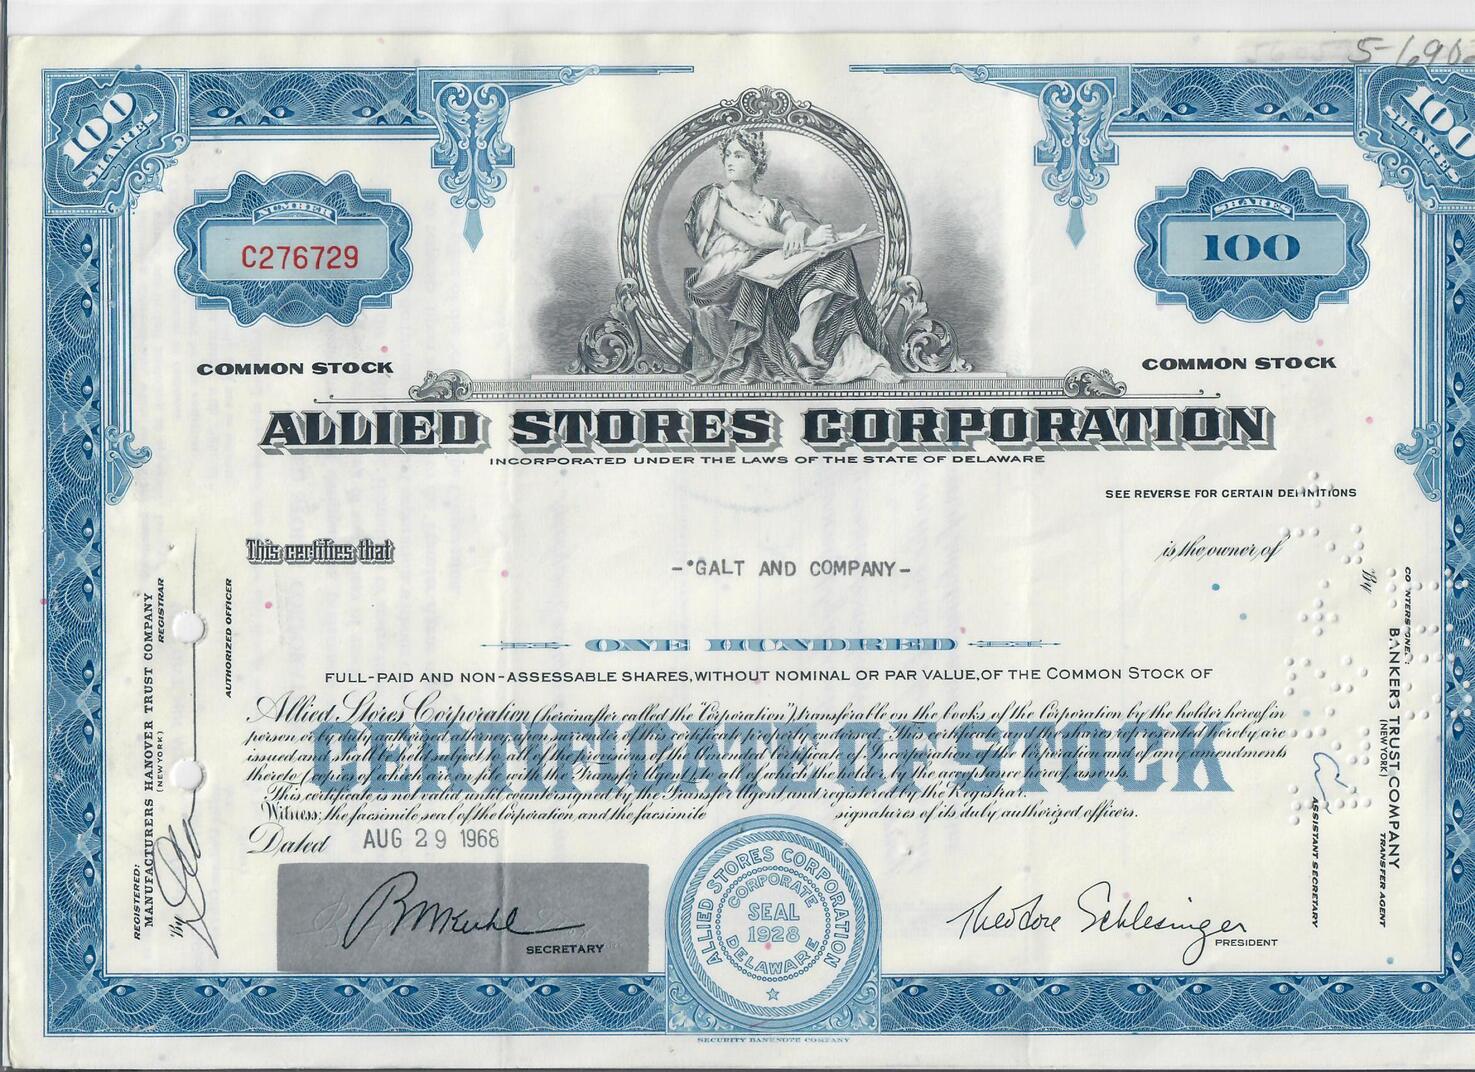 5-6902
100 SHARES
100 SHARES
NUMBER
C276729
SHARES
100
COMMON STOCK
COMMON STOCK
ALLIED STORES CORPORATION
INCORPORATED UNDER THE LAWS OF THE STATE OF DELAWARE
SEE REVERSE FOR CERTAIN DEFINITIONS
This certifies that
-*GALT AND COMPANY-
is the owner of
ONE HUNDRED
FULL-PAID AND NON-ASSESSABLE SHARES, WITHOUT NOMINAL OR PAR VALUE, OF THE COMMON STOCK OF
CERTIFICATE OF STOCK
Allied Stores Corporation (hereinafter called the "Corporation"), transferable on the books of the Corporation by the holder hereof in
person or by duly authorized attorney upon surrender of this certificate properly endorsed. This certificate and the shares represented hereby are
issued and shall be held subject to all of the provisions of the Amended Certificate of Incorporation of the Corporation and of any amendments
thereto (copies of which are on file with the Transfer Agent), to all of which the holder, by the acceptance hereof, assents.
This certificate is not valid until countersigned by the Transfer Agent and registered by the Registrar.
Witness, the facsimile seal of the Corporation and the facsimile signatures of its duly authorized officers.
Dated AUG 29 1968
SECRETARY
ALLIED STORES CORPORATION
CORPORATE
SEAL
1928
DELAWARE
Theodore Schlesinger
PRESIDENT
REGISTERED:
MANUFACTURERS HANOVER TRUST COMPANY
(NEW YORK)
REGISTRAR
By
AUTHORIZED OFFICER
COUNTERSIGNED:
BANKERS TRUST COMPANY
(NEW YORK)
TRANSFER AGENT
By
ASSISTANT SECRETARY
SECURITY BANKNOTE COMPANY